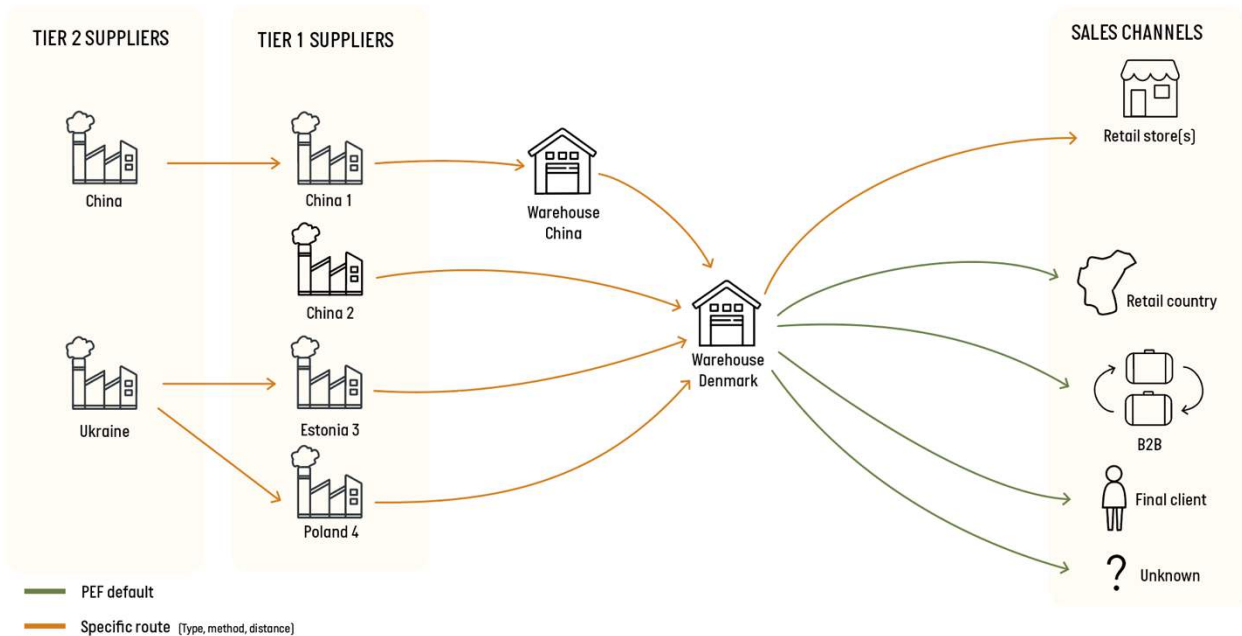 TIER 2 SUPPLIERS
TIER 1 SUPPLIERS
SALES CHANNELS
Retail store(s)
China
China 1
Warehouse
China
China 2
Retail country
Warehouse
Denmark
Ukraine
Estonia 3
B2B
Final client
Poland 4
?
Unknown
PEF default
Specific route (Type, method, distance)